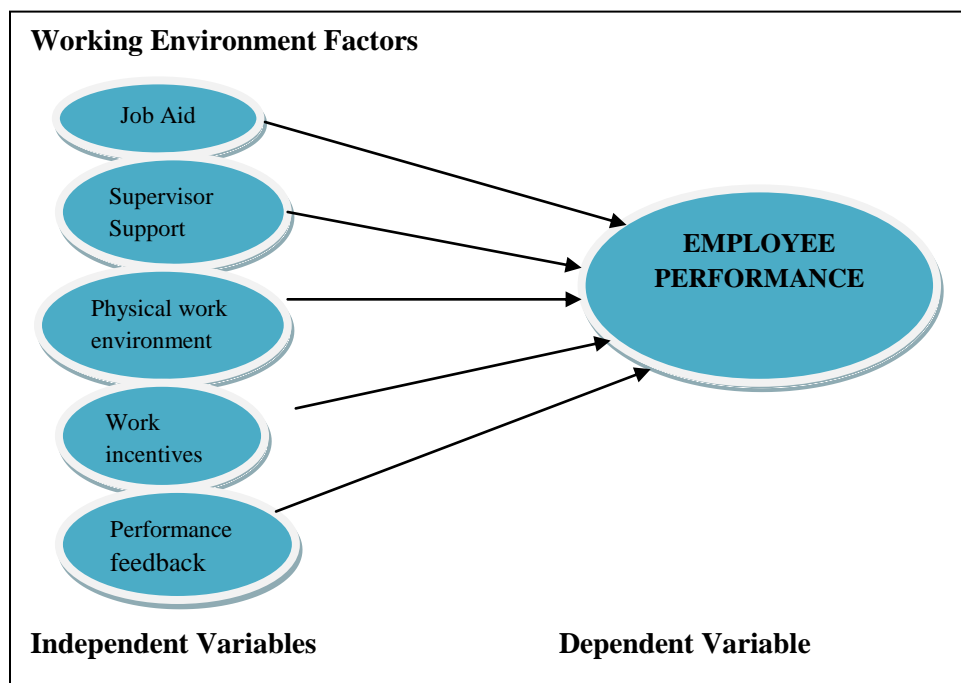 Working Environment Factors
Job Aid
Supervisor
Support
Physical work
environment
Work
incentives
Performance
feedback
EMPLOYEE
PERFORMANCE
Independent Variables
Dependent Variable